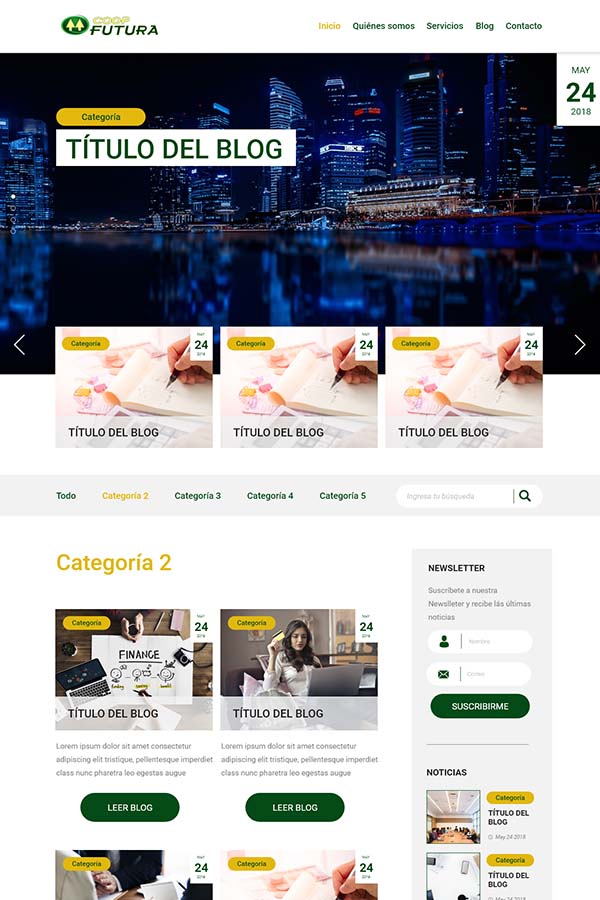 COOP
FUTURA
Inicio Quiénes somos Servicios Blog Contacto
MAY
24
2018
Categoría
TÍTULO DEL BLOG
Categoría
MAY
24
2018
TÍTULO DEL BLOG
Categoría
MAY
24
2018
TÍTULO DEL BLOG
Categoría
MAY
24
2018
TÍTULO DEL BLOG
Todo Categoría 2 Categoría 3 Categoría 4 Categoría 5 Ingresa tu búsqueda
Categoría 2
Categoría
MAY
24
2018
FINANCE
TÍTULO DEL BLOG
Lorem ipsum dolor sit amet consectetur
adipiscing elit tristique, pellentesque imperdiet
class nunc pharetra leo egestas augue
LEER BLOG
Categoría
MAY
24
2018
TÍTULO DEL BLOG
Lorem ipsum dolor sit amet consectetur
adipiscing elit tristique, pellentesque imperdiet
class nunc pharetra leo egestas augue
LEER BLOG
Categoría
MAY
24
2018
Categoría
MAY
24
2018
NEWSLETTER
Suscríbete a nuestra
Newslleter y recibe lás últimas
noticias
Nombre
Correo
SUSCRIBIRME
NOTICIAS
Categoría
TÍTULO DEL
BLOG
May 24 2018
Categoría
TÍTULO DEL
BLOG
May 24 2018